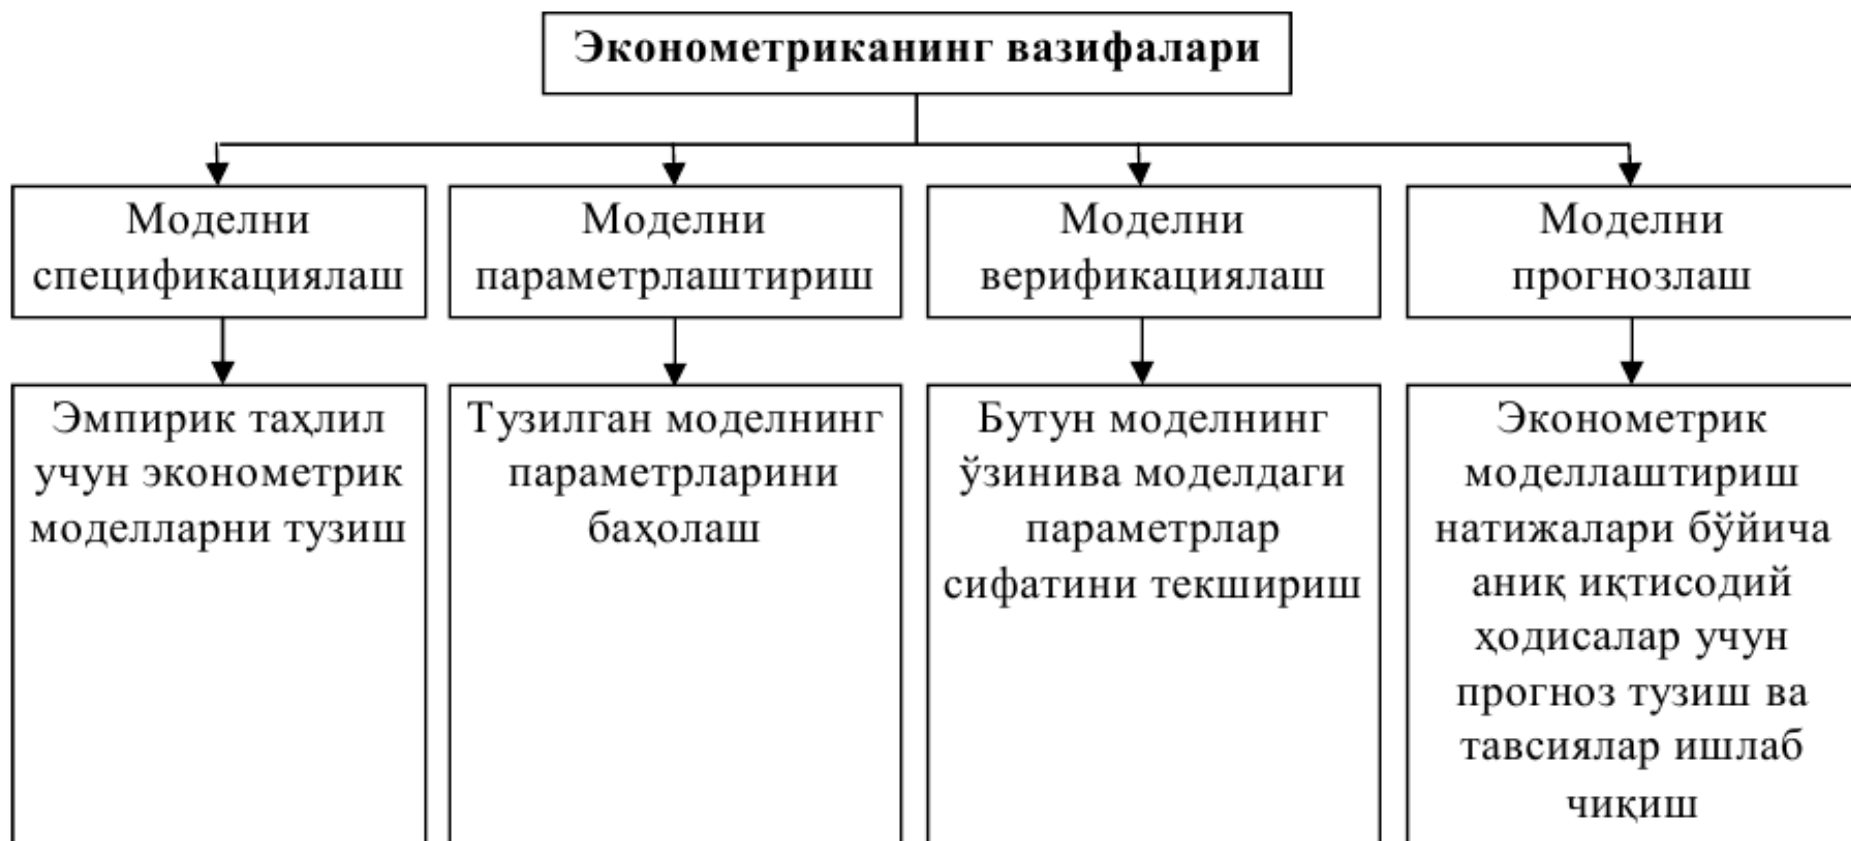 Эконометриканинг вазифалари
Моделни
спецификациялаш
Моделни
параметрлаштириш
Моделни
верификациялаш
Моделни
прогнозлаш
Эмпирик таҳлил
учун эконометрик
моделларни тузиш
Тузилган моделнинг
параметрларини
баҳолаш
Бутун моделнинг
ўзинива моделдаги
параметрлар
сифатини текшириш
Эконометрик
моделлаштириш
натижалари бўйича
аниқ иқтисодий
ҳодисалар учун
прогноз тузиш ва
тавсиялар ишлаб
чиқиш